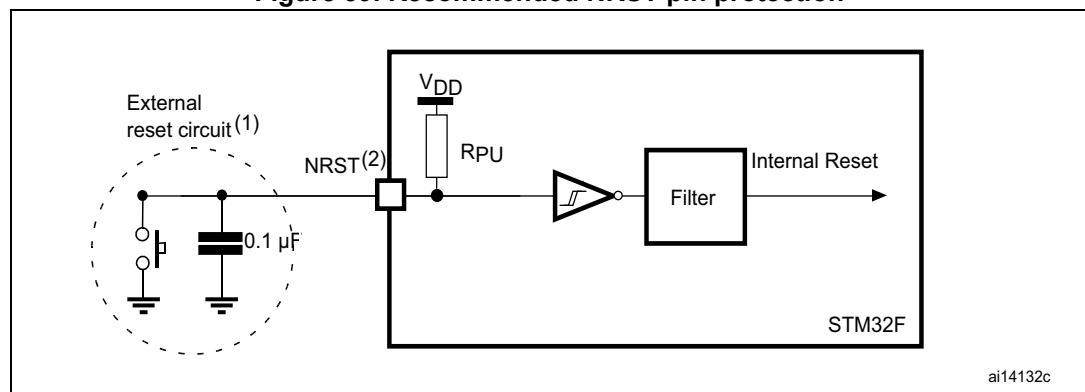 Figure 39. Recommended NRST pin protection
VDD
External
reset circuit(1)
NRST(2)
RPU
Internal Reset
Filter
0.1 µF
STM32F
ai14132c